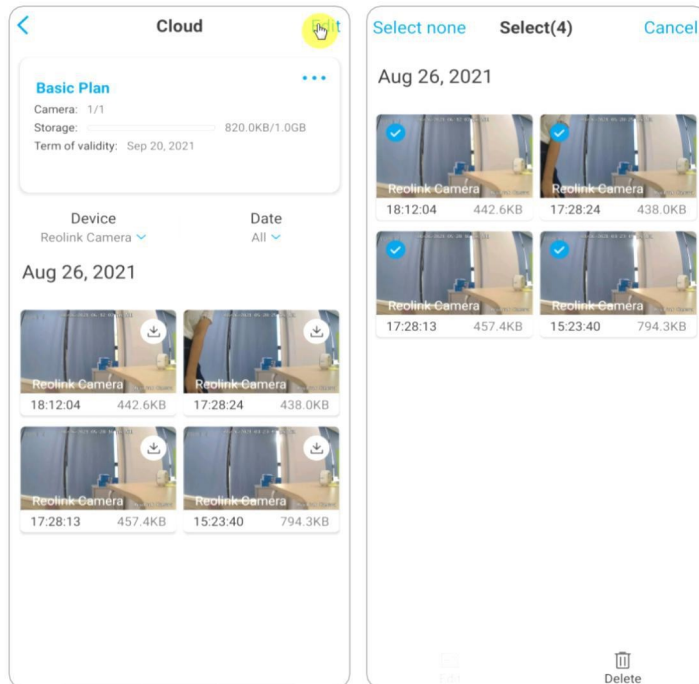 Cloud
Edit
Basic Plan
Camera: 1/1
Storage: 820.0KB/1.0GB
Term of validity: Sep 20, 2021
Device
Date
Reolink Camera
All
Aug 26, 2021
Reolink Camera
Reolink Camera
18:12:04 442.6KB
17:28:24 438.0KB
Reolink Camera
Reolink Camera
17:28:13 457.4KB
15:23:40 794.3KB
Select none
Select(4)
Cancel
Aug 26, 2021
Reolink Camera
Reolink Camera
18:12:04 442.6KB
17:28:24 438.0KB
Reolink Camera
Reolink Camera
17:28:13 457.4KB
15:23:40 794.3KB
Delete